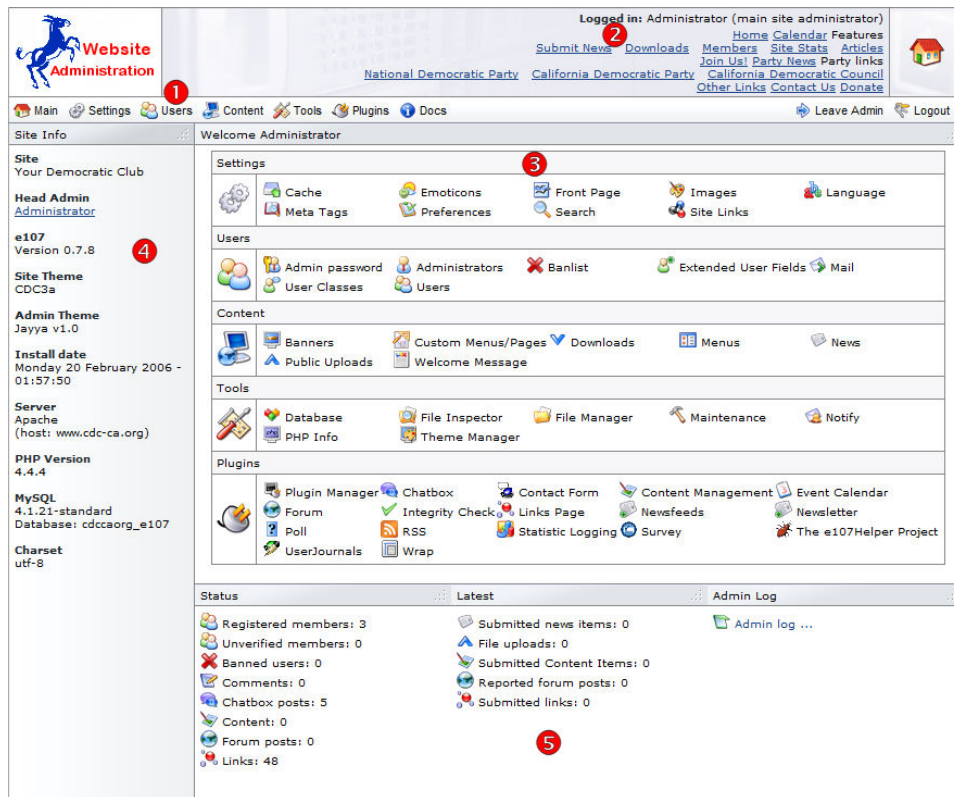 Website
Administration
Logged in: Administrator (main site administrator)
2
Home Calendar Features
Submit News Downloads Members Site Stats Articles
Join Us! Party News Party links
National Democratic Party California Democratic Party California Democratic Council
Other Links Contact Us Donate
1
Main Settings Users Content Tools Plugins Docs Leave Admin Logout
Site Info
Site
Your Democratic Club
Head Admin
Administrator
4
e107
Version 0.7.8
Site Theme
CDC3a
Admin Theme
Jayya v1.0
Install date
Monday 20 February 2006 -
01:57:50
Server
Apache
(host: www.cdc-ca.org)
PHP Version
4.4.4
MySQL
4.1.21-standard
Database: cdccaorg_e107
Charset
utf-8
Welcome Administrator
3
Settings
Cache Emoticons Front Page Images Language
Meta Tags Preferences Search Site Links
Users
Admin password Administrators Banlist Extended User Fields Mail
User Classes Users
Content
Banners Custom Menus/Pages Downloads Menus News
Public Uploads Welcome Message
Tools
Database File Inspector File Manager Maintenance Notify
PHP Info Theme Manager
Plugins
Plugin Manager Chatbox Contact Form Content Management Event Calendar
Forum Integrity Check Links Page Newsfeeds Newsletter
Poll RSS Statistic Logging Survey The e107Helper Project
UserJournals Wrap
Status
Registered members: 3
Unverified members: 0
Banned users: 0
Comments: 0
Chatbox posts: 5
Content: 0
Forum posts: 0
Links: 48
Latest
Submitted news items: 0
File uploads: 0
Submitted Content Items: 0
Reported forum posts: 0
Submitted links: 0
5
Admin Log
Admin log ...